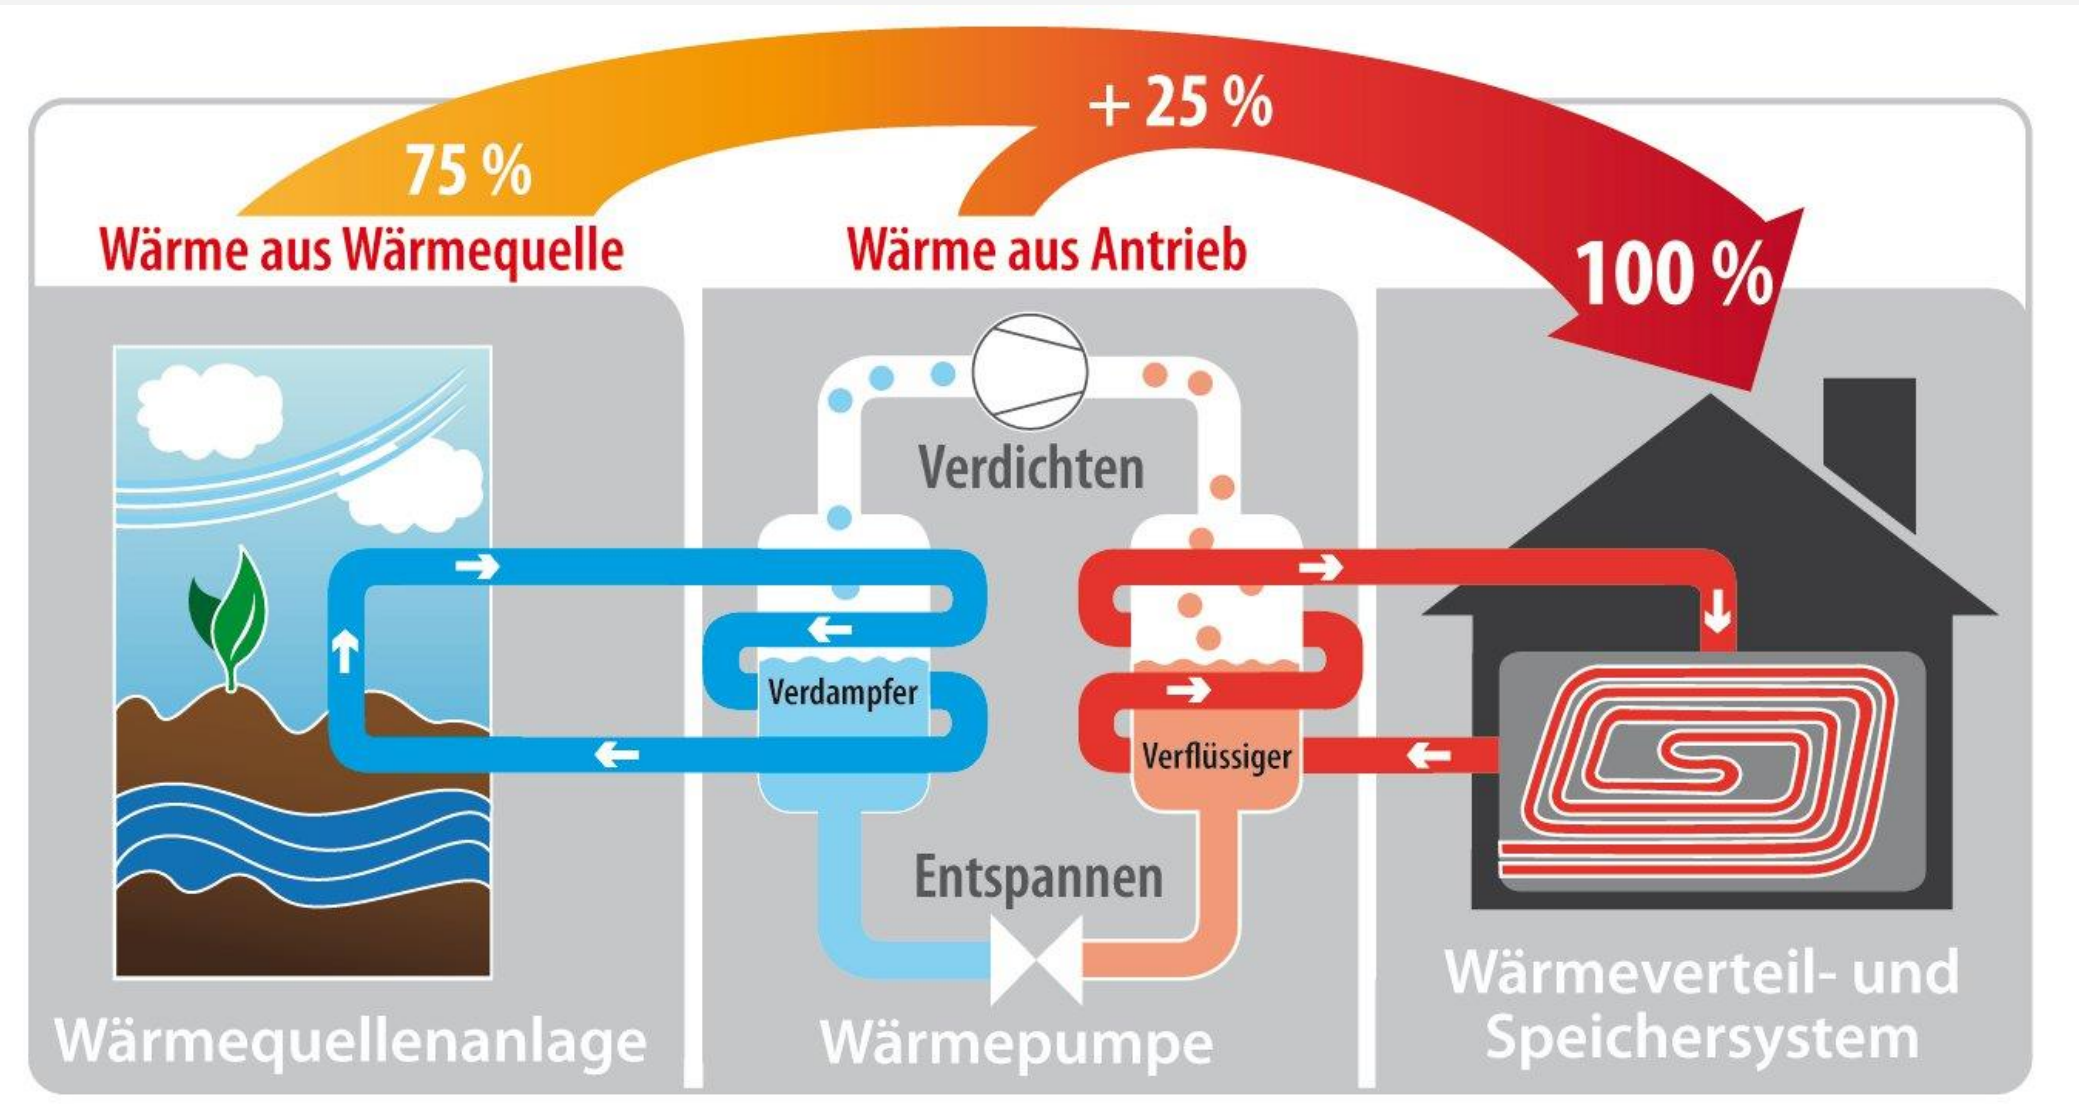 75 %
+ 25 %
100 %
Wärme aus Wärmequelle
Wärme aus Antrieb
Verdichten
Verdampfer
Verflüssiger
Entspannen
Wärmequellenanlage
Wärmepumpe
Wärmeverteil- und
Speichersystem